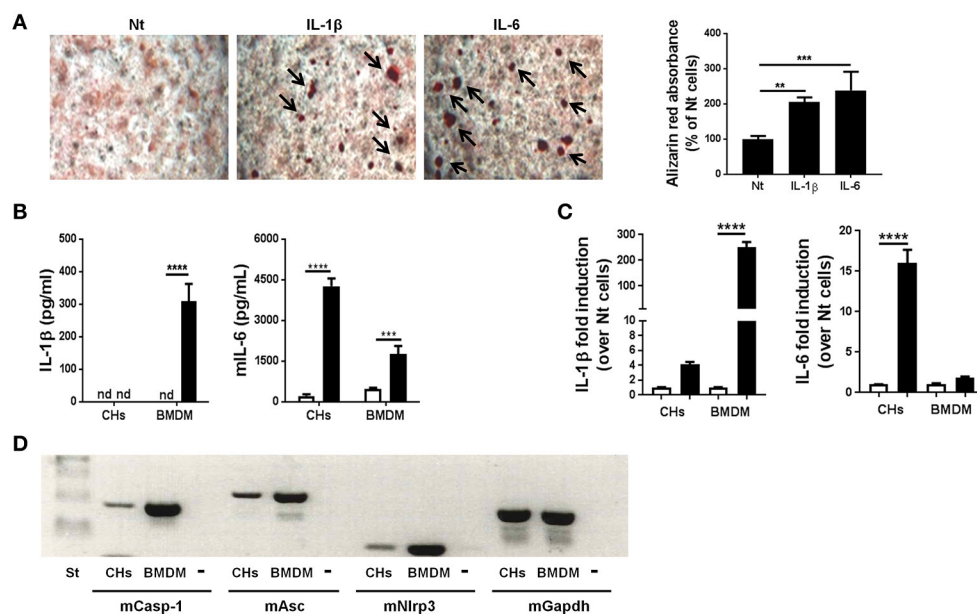 A
Nt
IL-1β
IL-6
Alizarin red absorbance
(% of Nt cells)
400
300
200
100
0
**
***
Nt
IL-1β
IL-6
B
IL-1β (pg/ml)
500
400
300
200
100
0
nd nd
nd
****
CHs
BMDM
mIL-6 (pg/mL)
6000
4500
3000
1500
0
****
***
CHs
BMDM
C
IL-1β fold induction
(over Nt cells)
300
250
200
150
100
10
8
6
4
2
0
****
CHs
BMDM
IL-6 fold induction
(over Nt cells)
20
15
10
5
0
****
CHs
BMDM
D
St
CHs
BMDM
-
CHs
BMDM
-
CHs
BMDM
-
CHs
BMDM
-
mCasp-1
mAsc
mNlrp3
mGapdh